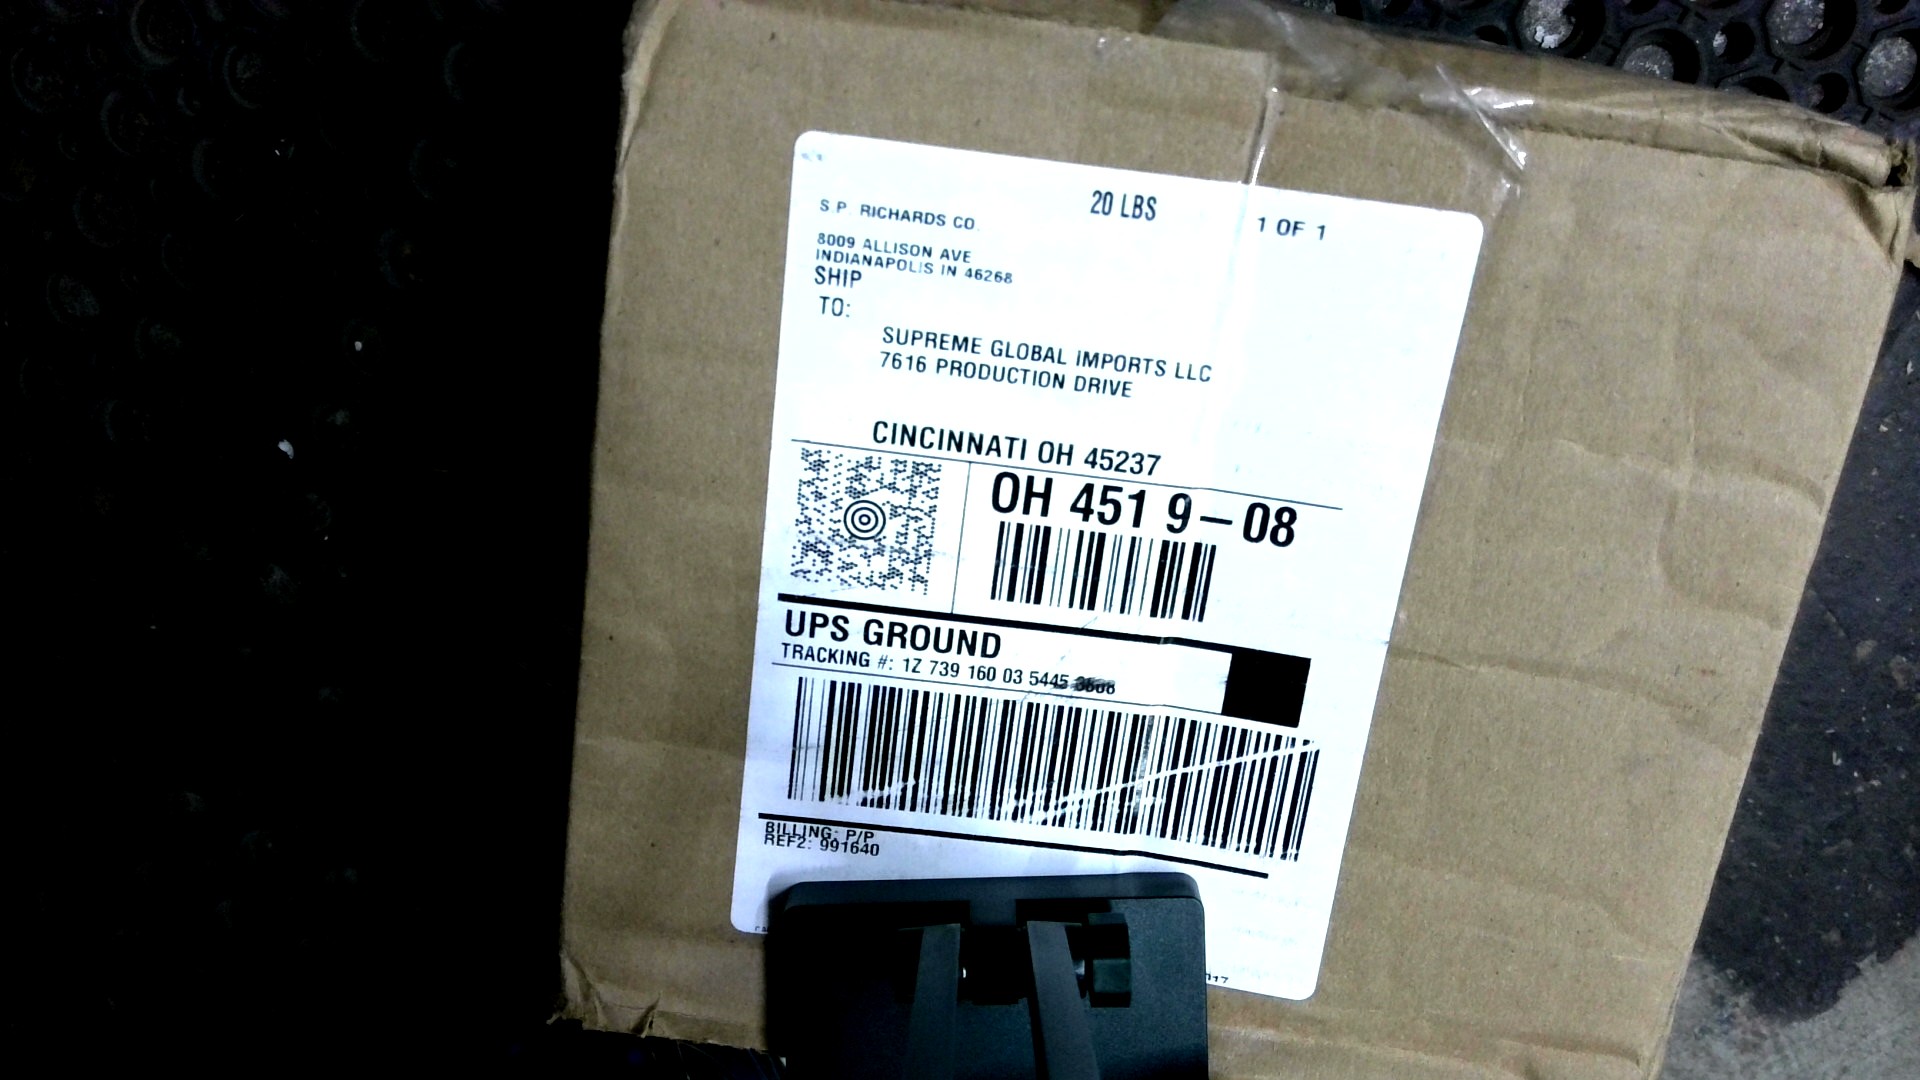 S.P. RICHARDS CO.
20 LBS
1 OF 1
8009 ALLISON AVE
INDIANAPOLIS IN 46268
SHIP
TO:
SUPREME GLOBAL IMPORTS LLC
7616 PRODUCTION DRIVE
CINCINNATI OH 45237
OH 451 9-08
UPS GROUND
TRACKING #: 1Z 739 160 03 5445
BILLING: P/P
REF2: 991640